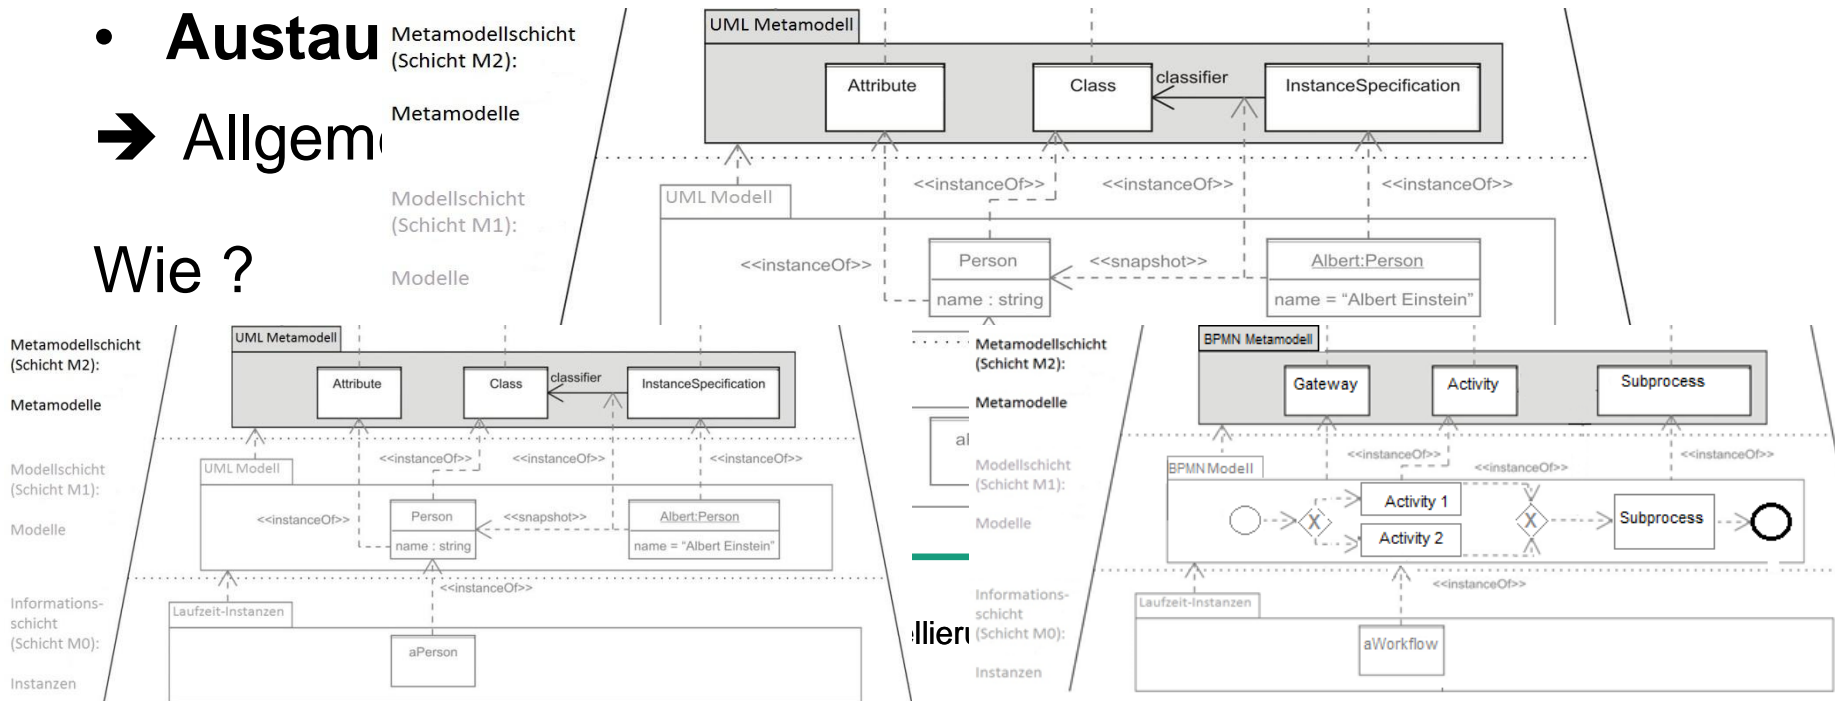 • Austau
➔ Allgem
Wie ?
Metamodellschicht
(Schicht M2):
Metamodelle
UML Metamodell
Attribute
Class
classifier
InstanceSpecification
Modellschicht
(Schicht M1):
Modelle
UML Modell
<<instanceOf>>
<<instanceOf>>
<<instanceOf>>
<<instanceOf>>
Person
name : string
<<snapshot>>
Albert:Person
name = “Albert Einstein”
Metamodellschicht
(Schicht M2):
Metamodelle
UML Metamodell
Attribute
Class
classifier
InstanceSpecification
Modellschicht
(Schicht M1):
Modelle
UML Modell
<<instanceOf>>
<<instanceOf>>
<<instanceOf>>
<<instanceOf>>
Person
name : string
<<snapshot>>
Albert:Person
name = “Albert Einstein”
<<instanceOf>>
Informations-
schicht
(Schicht M0):
Instanzen
Laufzeit-Instanzen
aPerson
al
llieru
Metamodellschicht
(Schicht M2):
Metamodelle
BPMN Metamodell
Gateway
Activity
Subprocess
Modellschicht
(Schicht M1):
Modelle
BPMN Modell
<<instanceOf>>
<<instanceOf>>
<<instanceOf>>
X
Activity 1
Activity 2
X
Subprocess
<<instanceOf>>
Informations-
schicht
(Schicht M0):
Instanzen
Laufzeit-Instanzen
aWorkflow